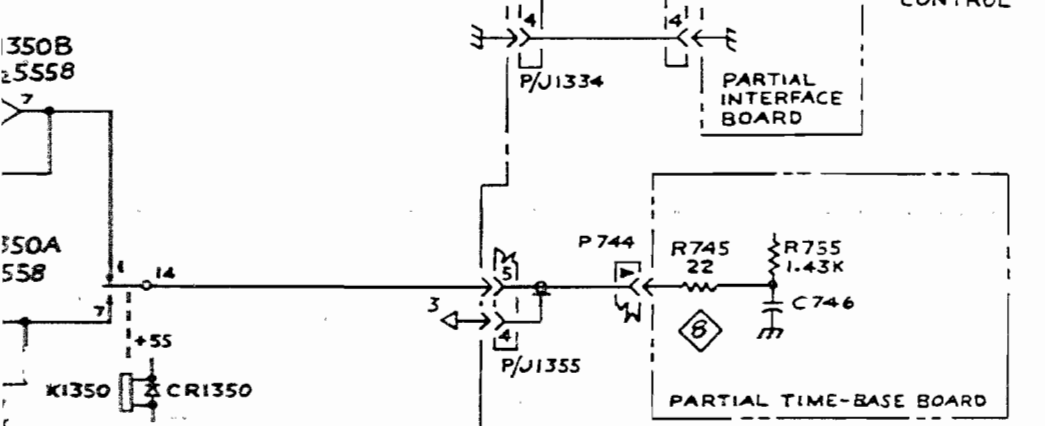 CONTROL
4
4
1350B
5558
7
P/J1334
PARTIAL
INTERFACE
BOARD
350A
558
1
14
7
+55
K1350
CR1350
3
5
4
P/J1355
P744
R745
22
R755
1.43K
C746
8
PARTIAL TIME-BASE BOARD